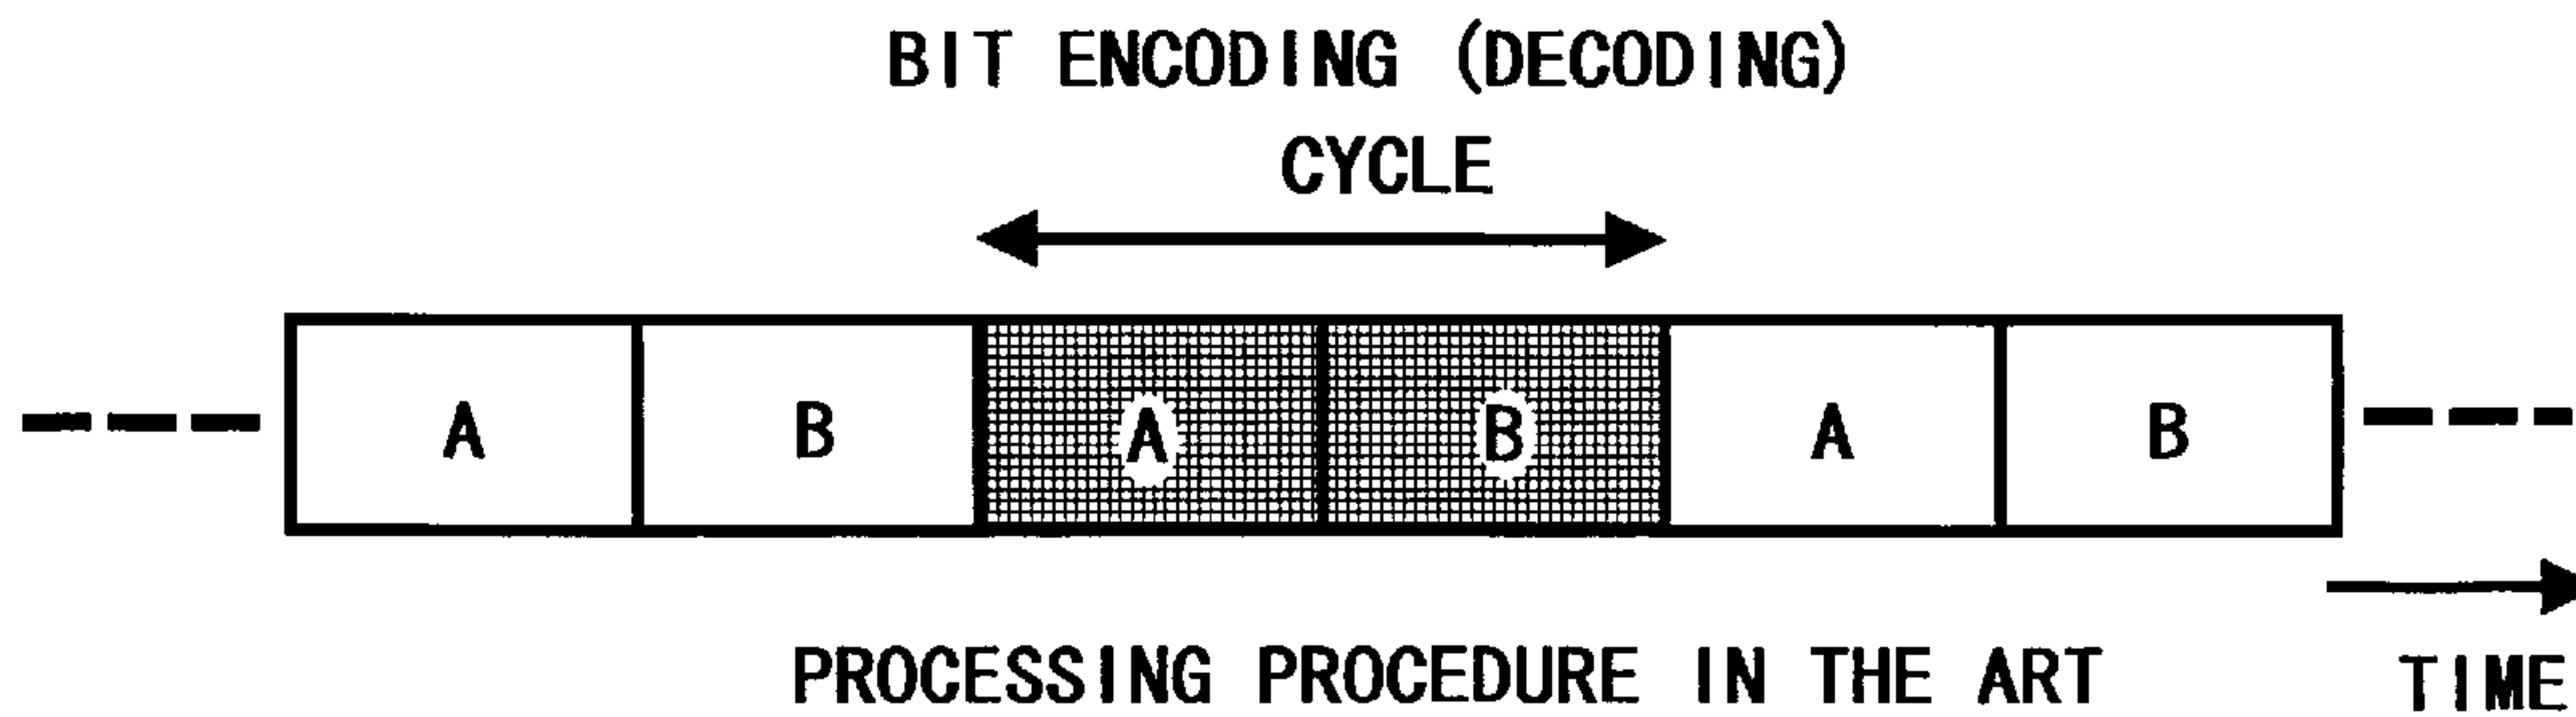 BIT ENCODING (DECODING)
CYCLE
A B A B A B
PROCESSING PROCEDURE IN THE ART
TIME